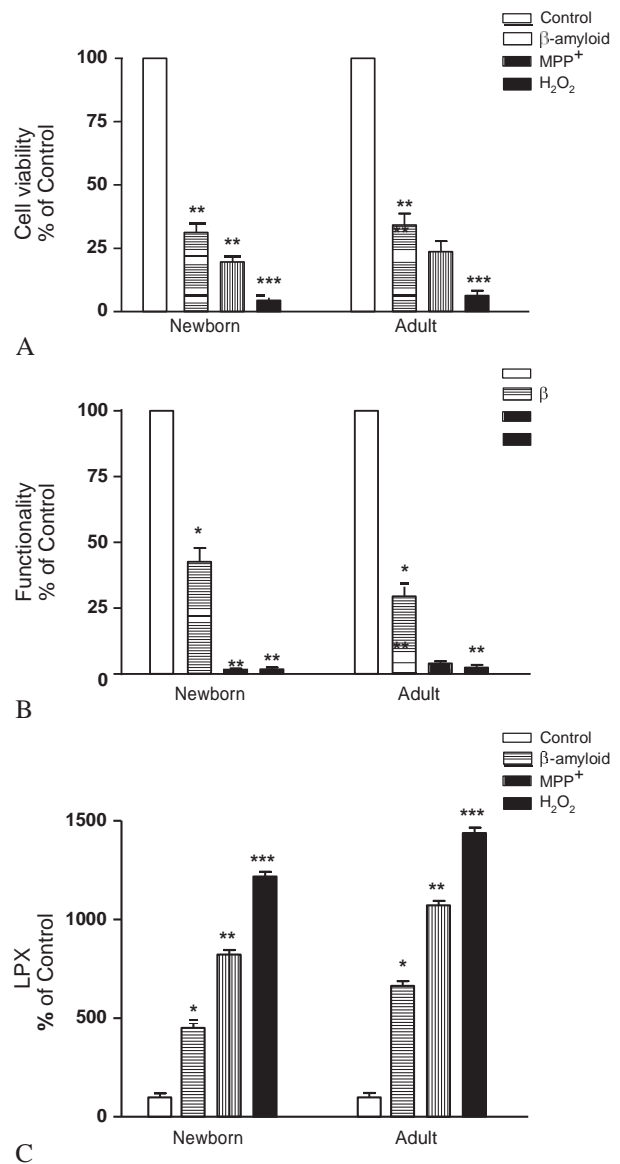 Control
β-amyloid
MPP+
H2O2
100
75
50
25
0
Cell viability
% of Control
** ** ***
** ** ***
Newborn Adult
A
β
100
75
50
25
0
Functionality
% of Control
* ** **
* ** **
Newborn Adult
B
Control
β-amyloid
MPP+
H2O2
1500
1000
500
0
LPX
% of Control
* ** ***
* ** ***
Newborn Adult
C